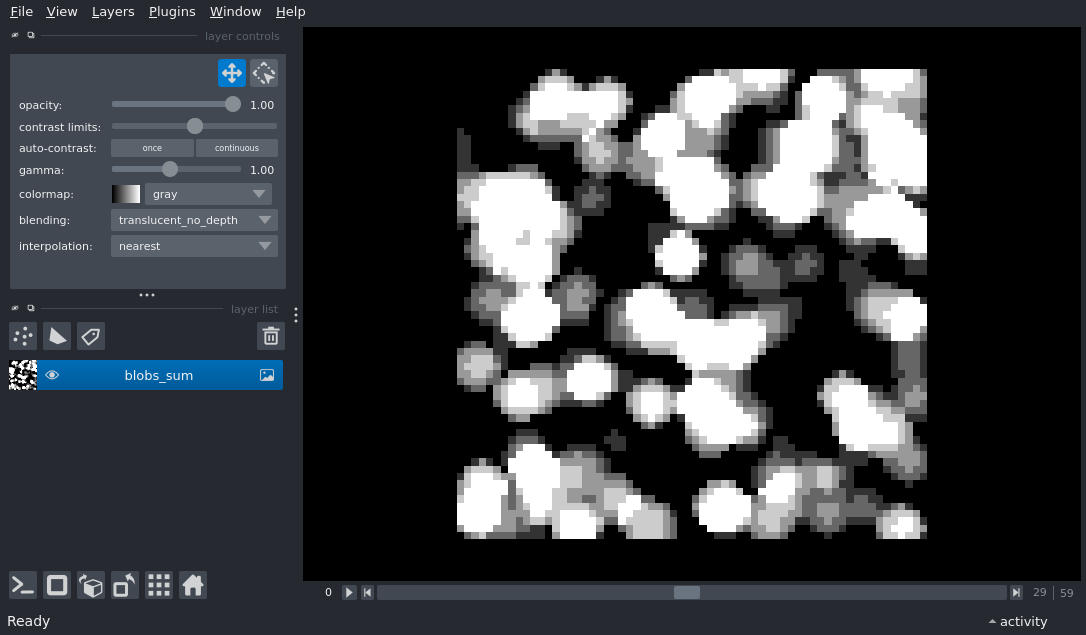 File View Layers Plugins Window Help
layer controls
opacity: 1.00
contrast limits:
auto-contrast: once continuous
gamma: 1.00
colormap: gray
blending: translucent_no_depth
interpolation: nearest
layer list
blobs_sum
0 29 59
Ready activity